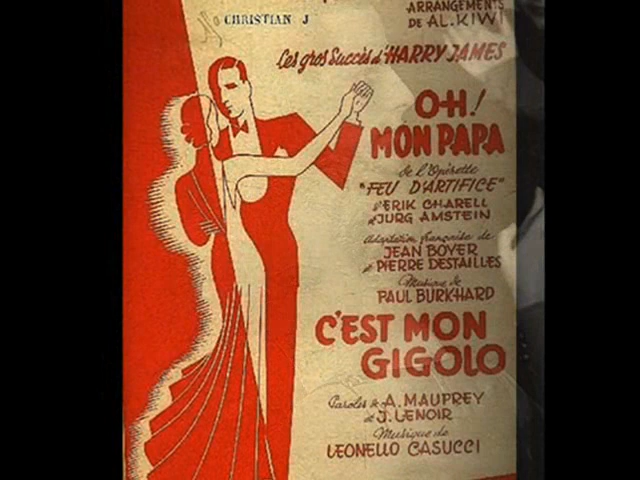 ARRANGEMENTS
DE AL. KIWI
CHRISTIAN J
Les gros Succès d'HARRY JAMES
OH!
MON PAPA
de l'Opérette
"FEU D'ARTIFICE"
d'ERIK CHARELL
et JURG AMSTEIN
Adaptation française de
JEAN BOYER
et PIERRE DESTAILLES
Musique de
PAUL BURKHARD
C'EST MON
GIGOLO
Paroles de A. MAUPREY
et J. LENOIR
Musique de
LEONELLO CASUCCI